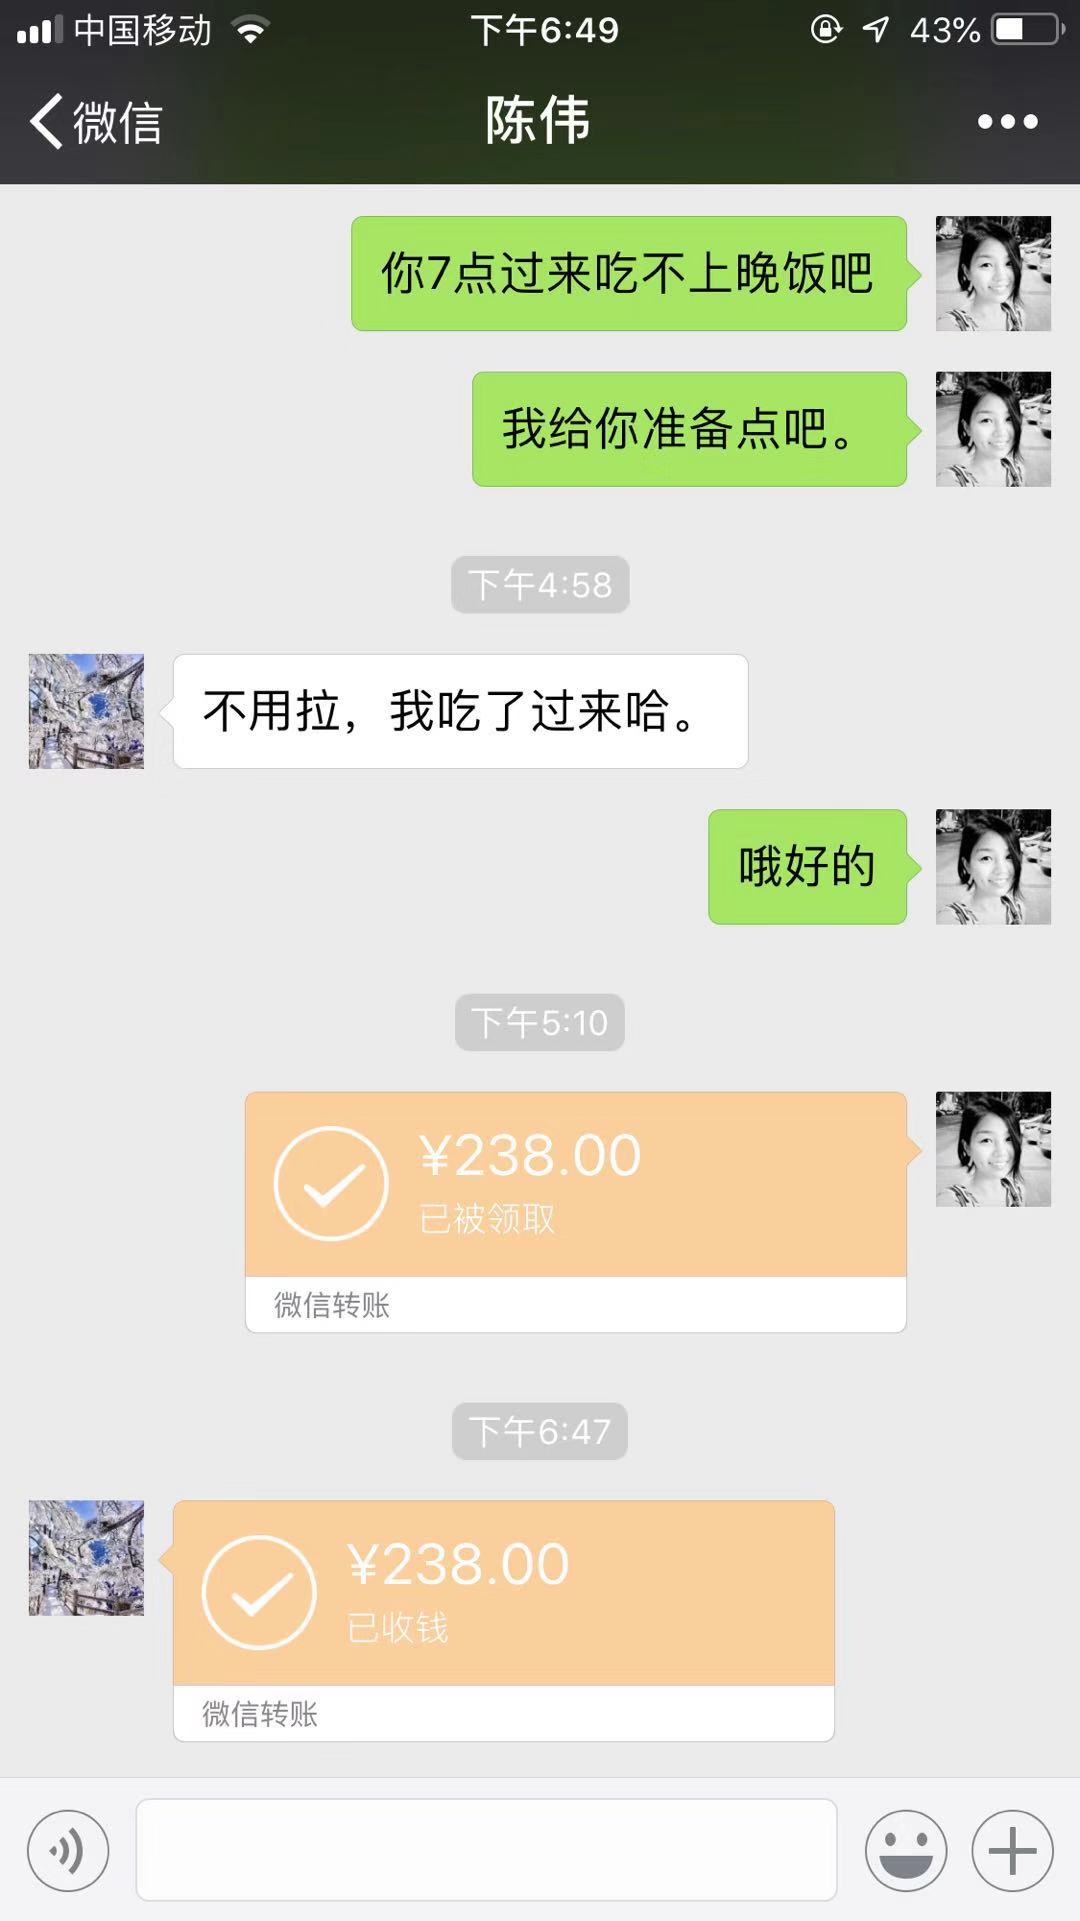 中国移动
下午6:49
43%
微信
陈伟
你7点过来吃不上晚饭吧
我给你准备点吧。
下午4:58
不用拉，我吃了过来哈。
哦好的
下午5:10
¥238.00
已被领取
微信转账
下午6:47
¥238.00
已收钱
微信转账